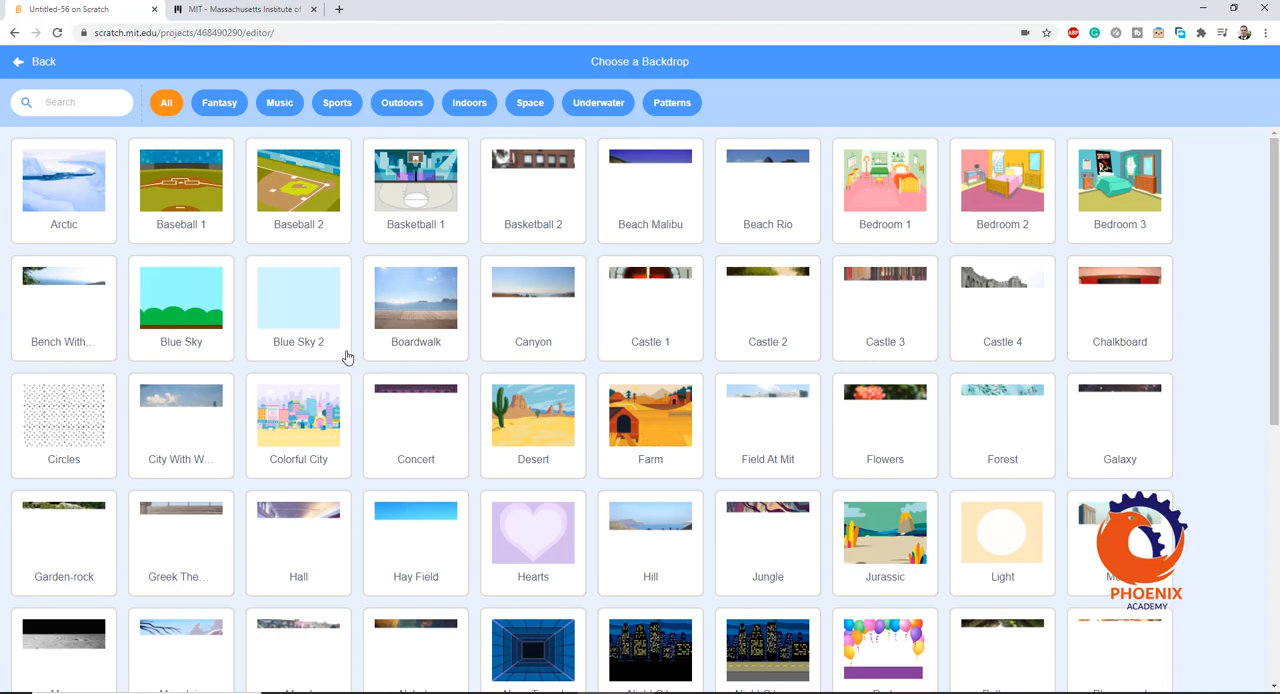 Untitled-56 on Scratch
MIT - Massachusetts Institute of
scratch.mit.edu/projects/468490290/editor/
ABP
Back
Choose a Backdrop
Search
All
Fantasy
Music
Sports
Outdoors
Indoors
Space
Underwater
Patterns
Arctic
Baseball 1
Baseball 2
Basketball 1
Basketball 2
Beach Malibu
Beach Rio
Bedroom 1
Bedroom 2
Bedroom 3
Bench With...
Blue Sky
Blue Sky 2
Boardwalk
Canyon
Castle 1
Castle 2
Castle 3
Castle 4
Chalkboard
Circles
City With W...
Colorful City
Concert
Desert
Farm
Field At Mit
Flowers
Forest
Galaxy
Garden-rock
Greek The...
Hall
Hay Field
Hearts
Hill
Jungle
Jurassic
Light
PHOENIX
ACADEMY